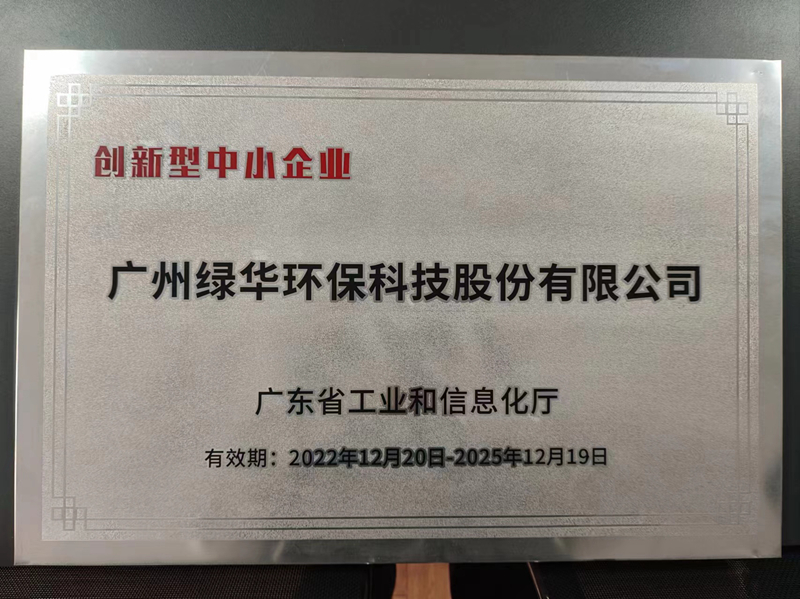 创新型中小企业
广州绿华环保科技股份有限公司
广东省工业和信息化厅
有效期：2022年12月20日-2025年12月19日